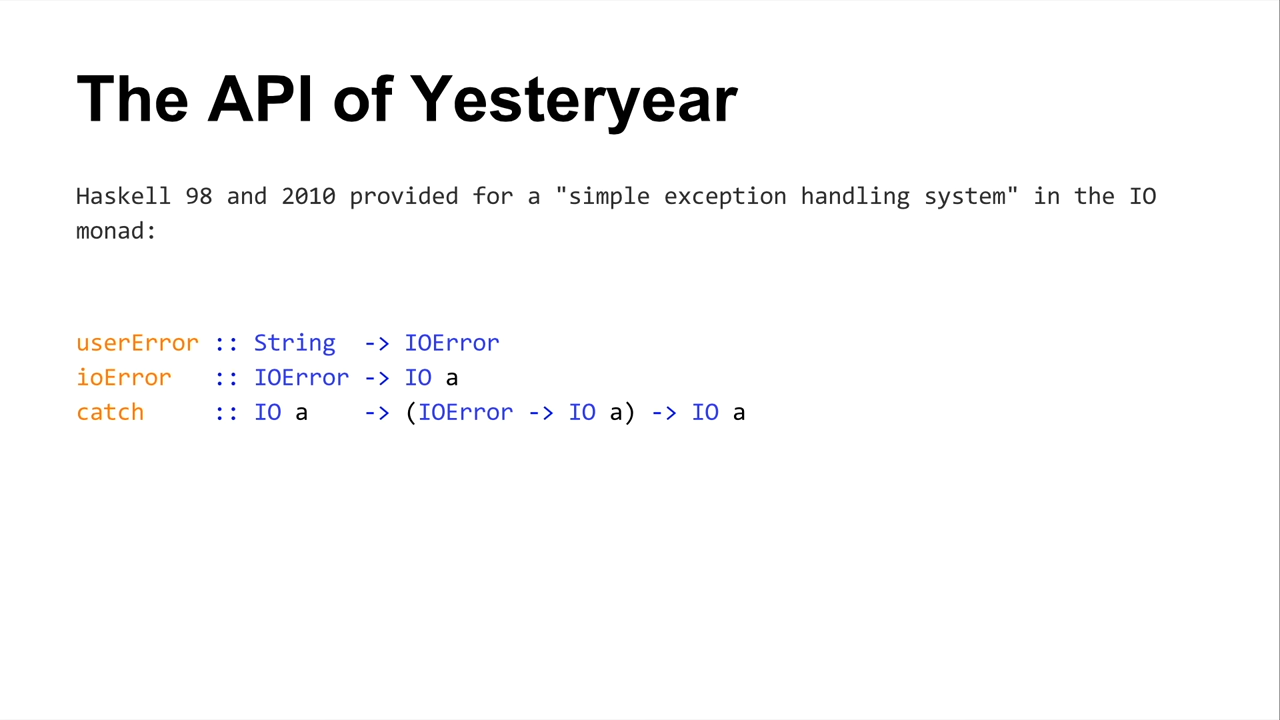 The API of Yesteryear
Haskell 98 and 2010 provided for a "simple exception handling system" in the IO
monad:
userError :: String  -> IOError
ioError   :: IOError -> IO a
catch     :: IO a    -> (IOError -> IO a) -> IO a